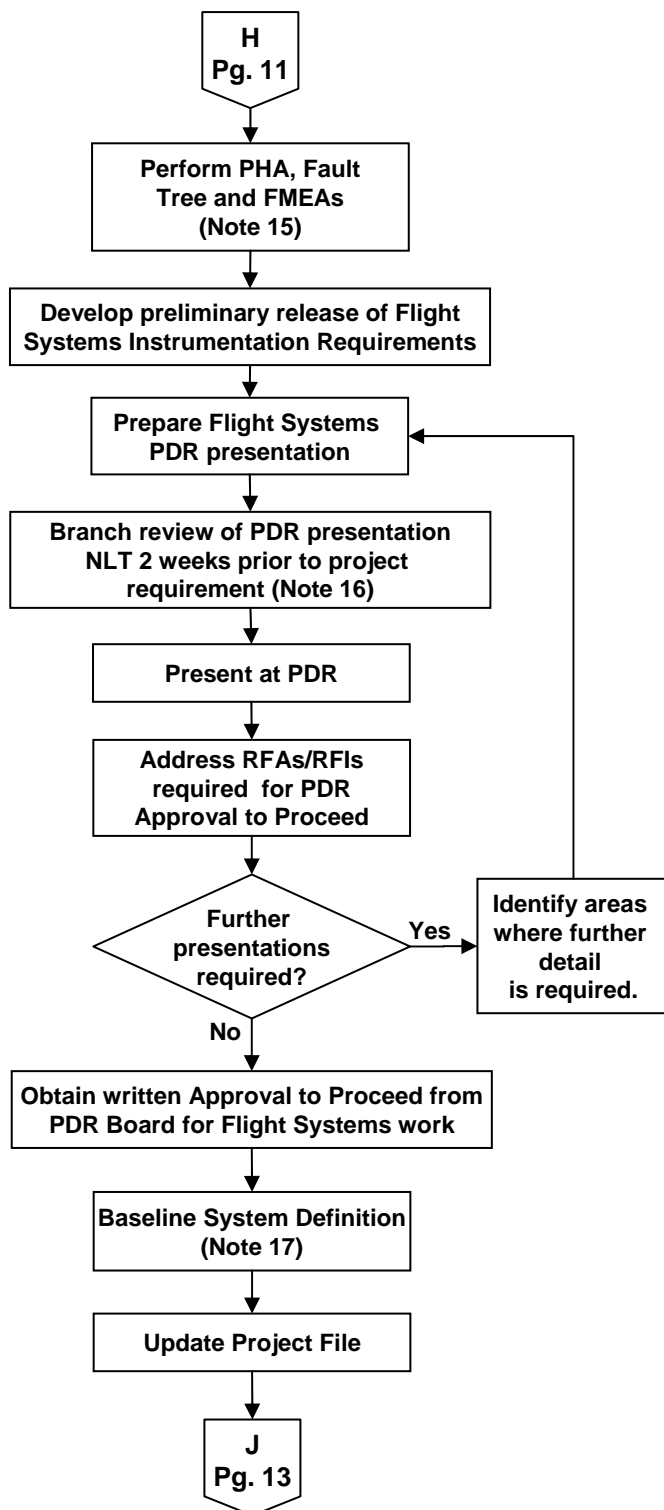 H
Pg. 11
Perform PHA, Fault
Tree and FMEAs
(Note 15)
Develop preliminary release of Flight
Systems Instrumentation Requirements
Prepare Flight Systems
PDR presentation
Branch review of PDR presentation
NLT 2 weeks prior to project
requirement (Note 16)
Present at PDR
Address RFAs/RFIs
required for PDR
Approval to Proceed
Further
presentations
required?
Yes
Identify areas
where further
detail
is required.
No
Obtain written Approval to Proceed from
PDR Board for Flight Systems work
Baseline System Definition
(Note 17)
Update Project File
J
Pg. 13